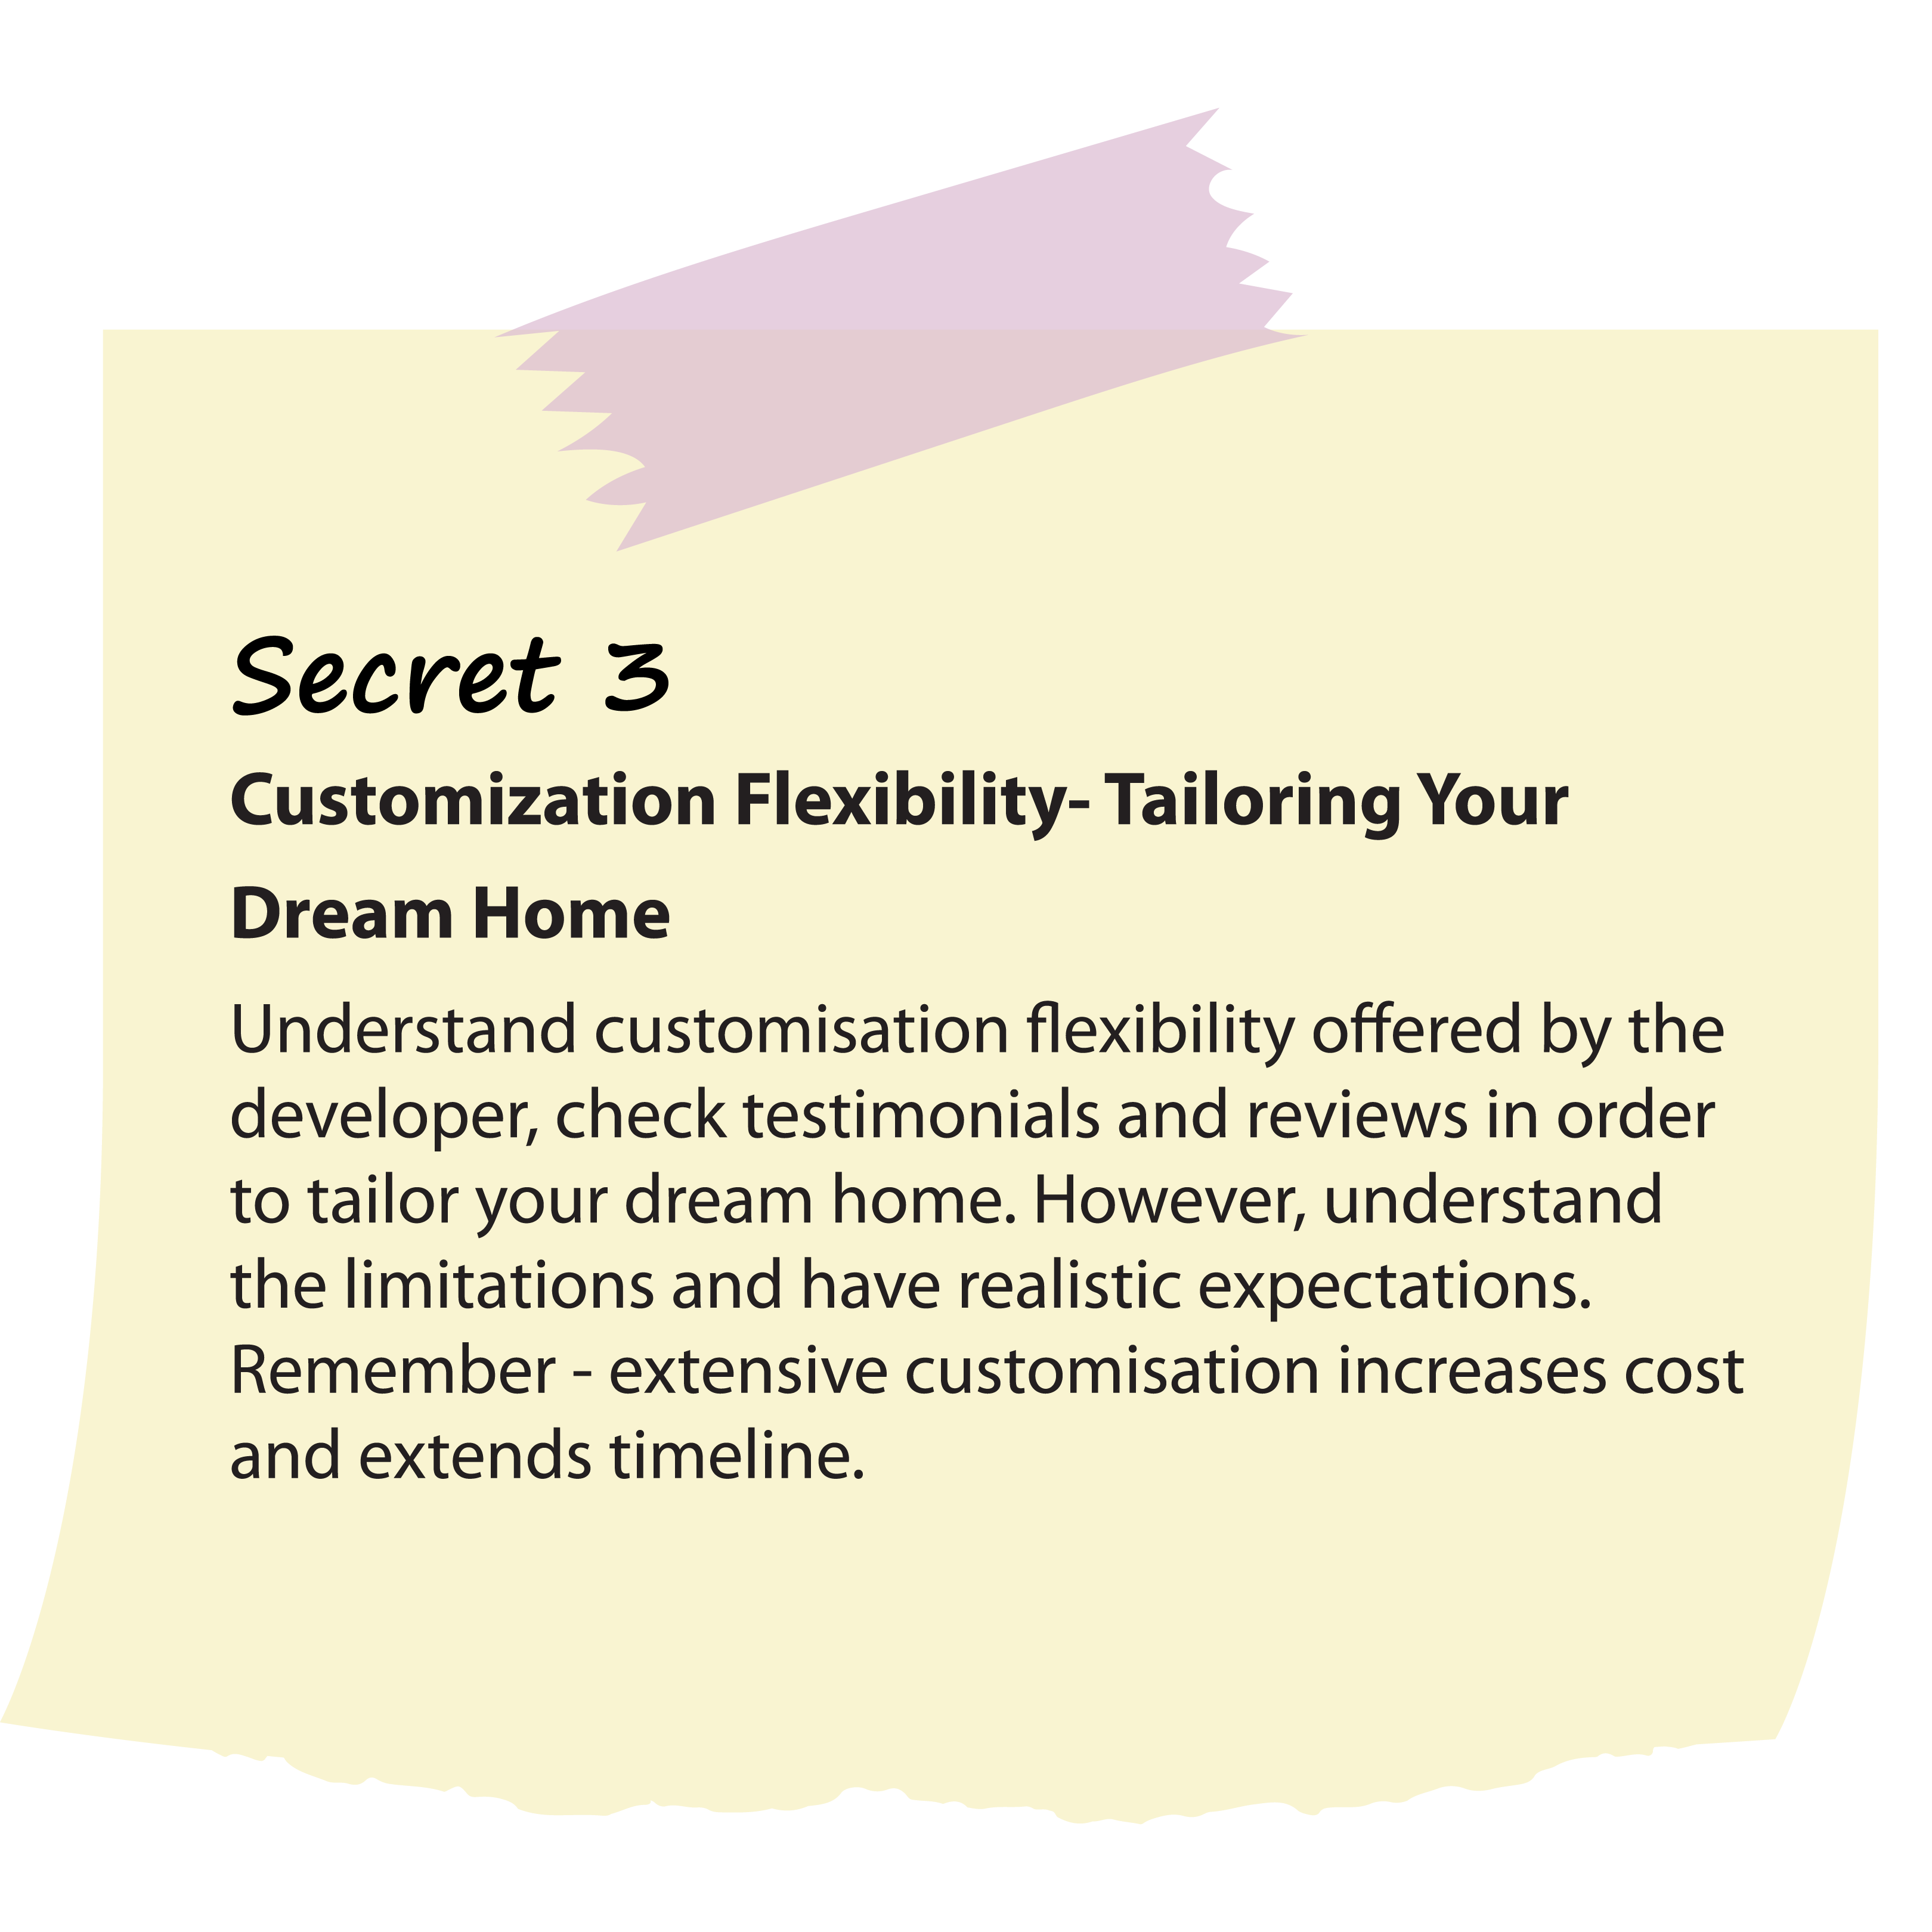 Secret 3
Customization Flexibility- Tailoring Your
Dream Home
Understand customisation flexibility offered by the
developer, check testimonials and reviews in order
to tailor your dream home. However, understand
the limitations and have realistic expectations.
Remember - extensive customisation increases cost
and extends timeline.